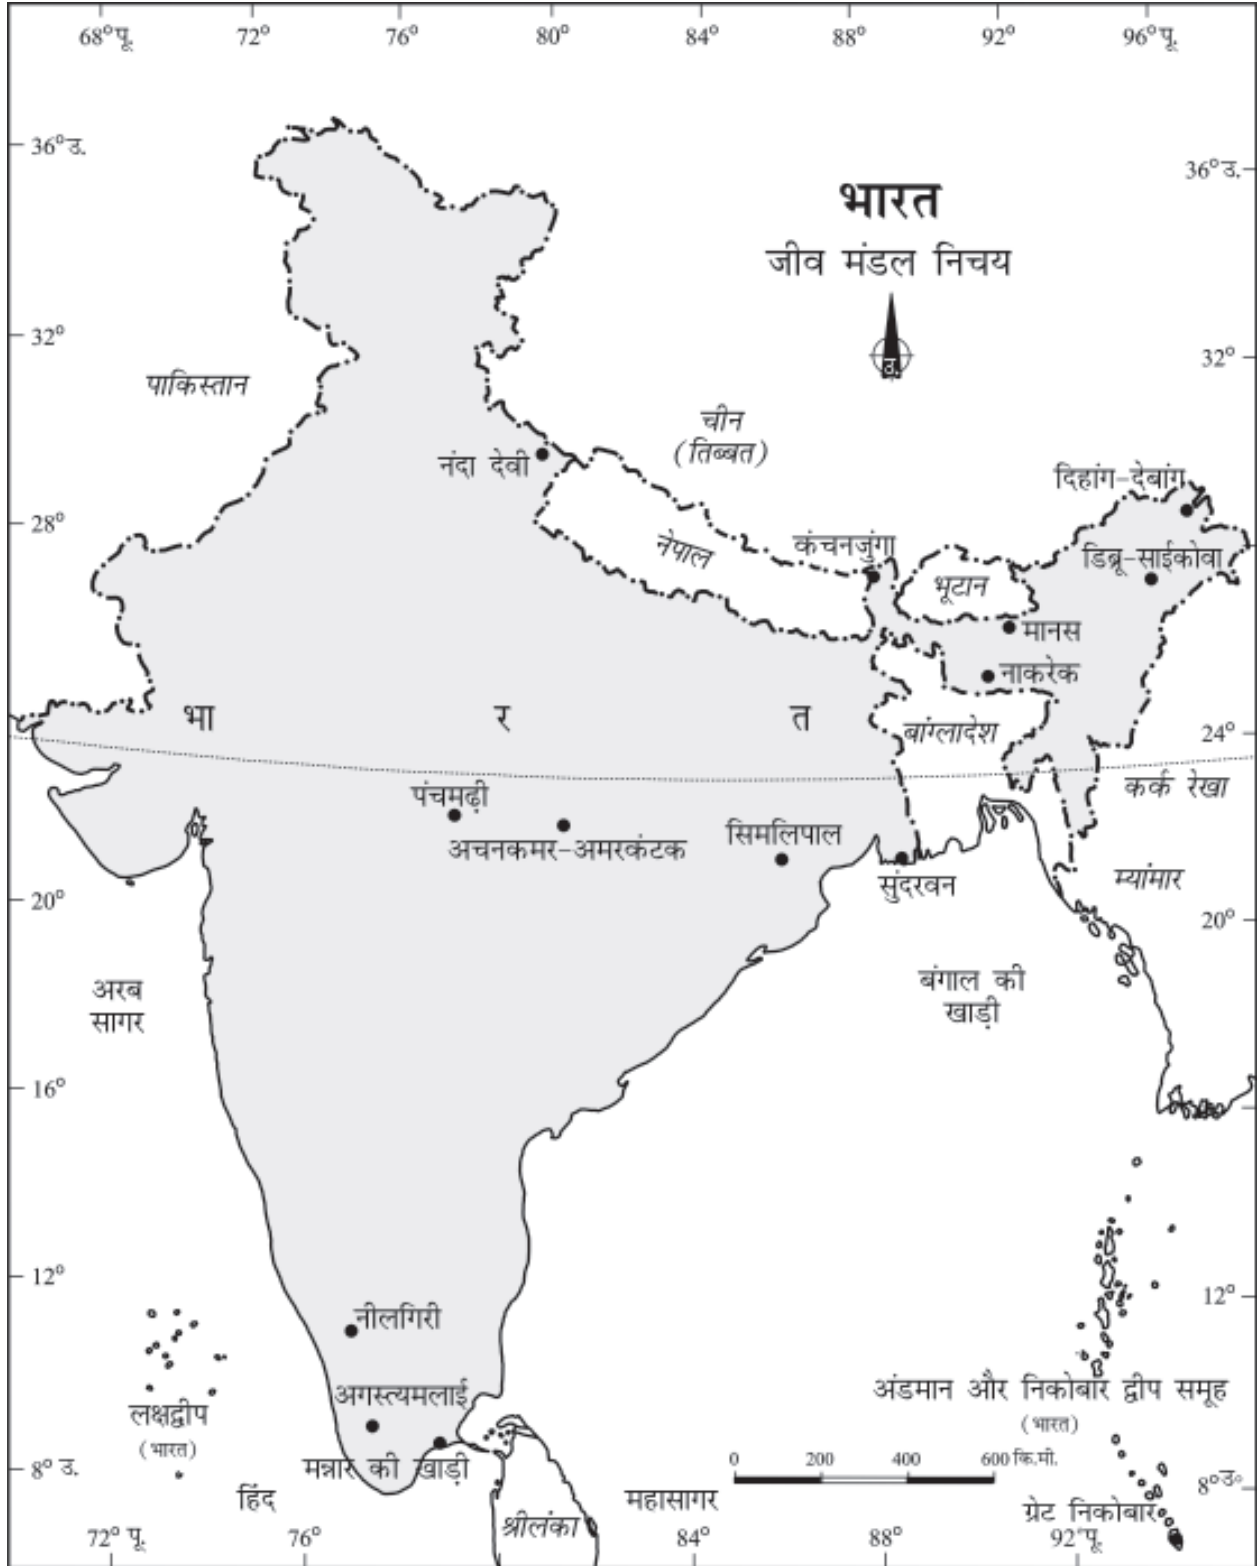 68°पू. 72° 76° 80° 84° 88° 92° 96°पू.
36°उ.
36°उ.
भारत
जीव मंडल निचय
उ.
32°
32°
पाकिस्तान
चीन
(तिब्बत)
नंदा देवी
दिहांग-देबांग
28°
नेपाल
कंचनजुंगा
डिब्रू-साईकोवा
भूटान
मानस
नाकरेक
भा र त
बांग्लादेश
24°
कर्क रेखा
पंचमढ़ी
अचनकमर-अमरकंटक
सिमलिपाल
सुंदरवन
म्यांमार
20°
20°
अरब
सागर
बंगाल की
खाड़ी
16°
12°
12°
नीलगिरी
अगस्त्यमलाई
अंडमान और निकोबार द्वीप समूह
(भारत)
लक्षद्वीप
(भारत)
मन्नार की खाड़ी
0 200 400 600 कि.मी.
8° उ.
8°उ.
हिंद
महासागर
श्रीलंका
ग्रेट निकोबार
72° पू. 76° 84° 88° 92° पू.